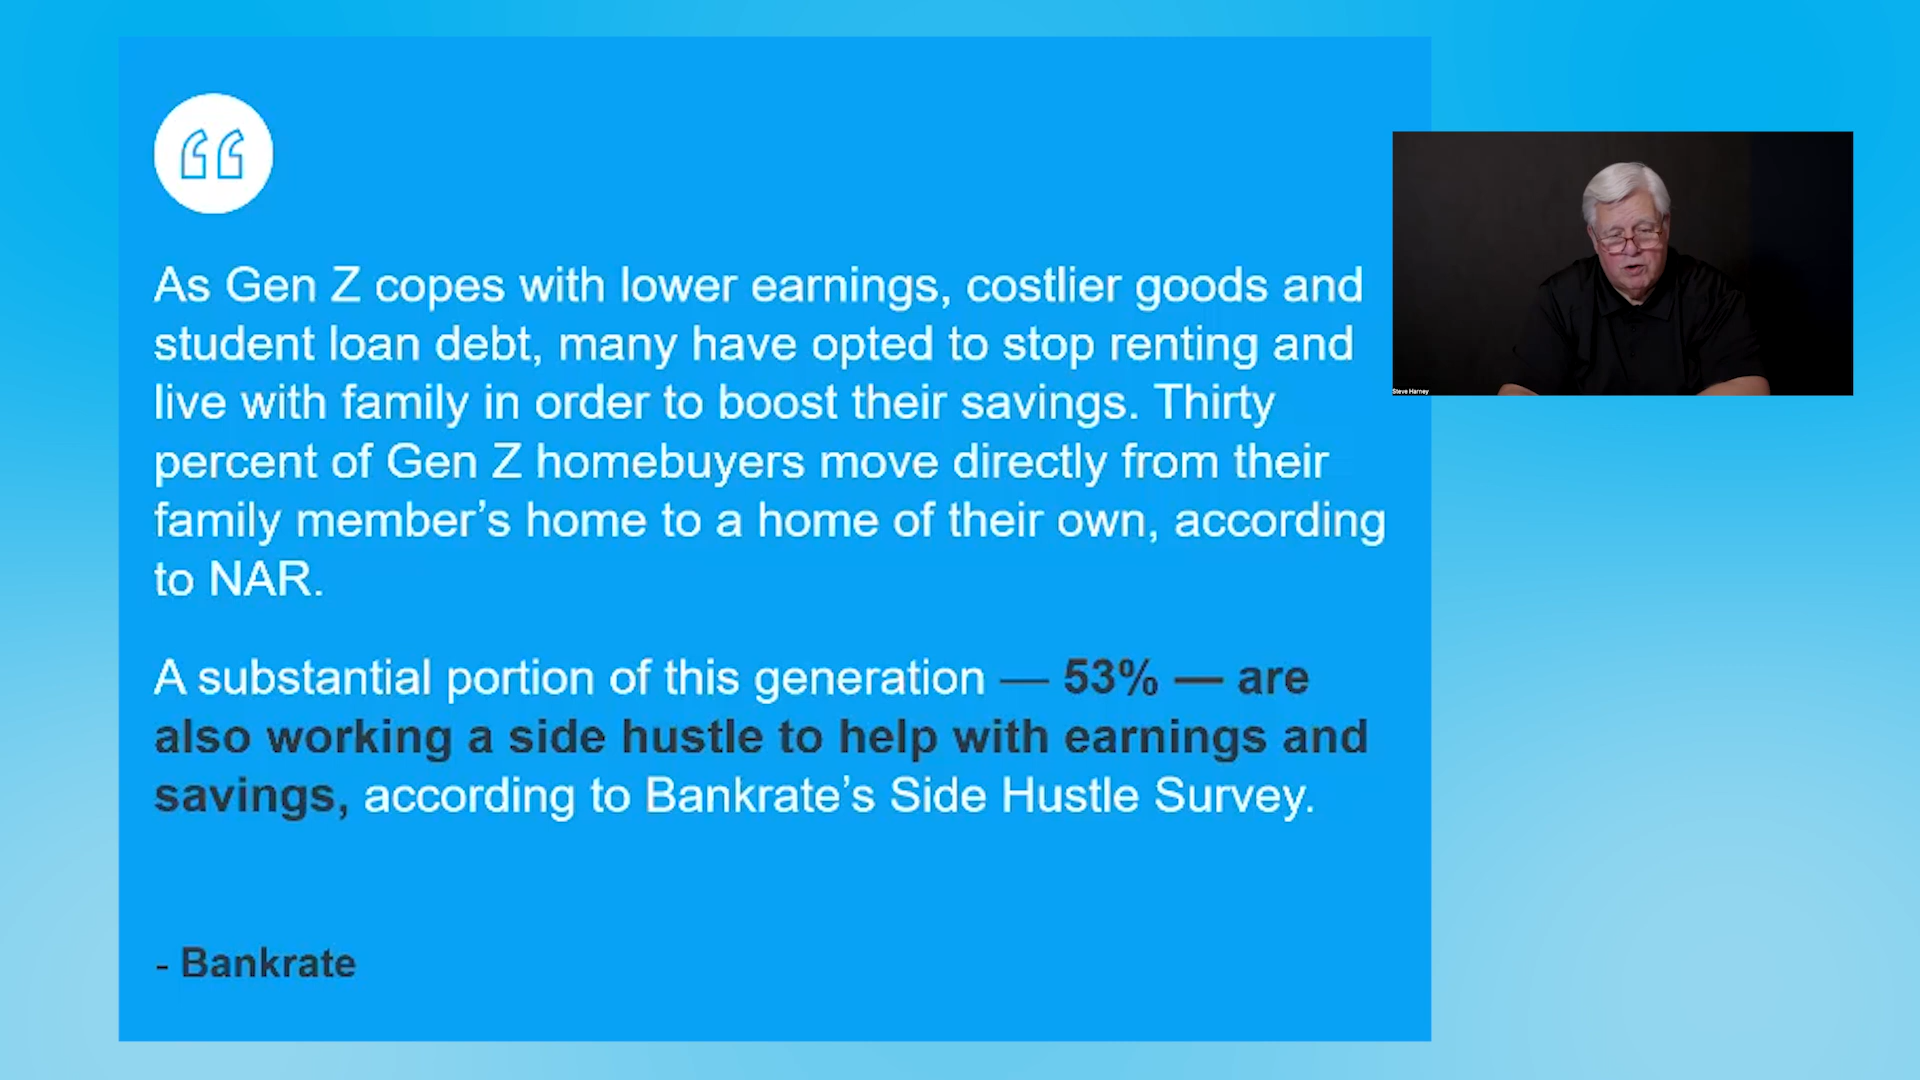 As Gen Z copes with lower earnings, costlier goods and
student loan debt, many have opted to stop renting and
live with family in order to boost their savings. Thirty
percent of Gen Z homebuyers move directly from their
family member’s home to a home of their own, according
to NAR.
A substantial portion of this generation — 53% — are
also working a side hustle to help with earnings and
savings, according to Bankrate’s Side Hustle Survey.
- Bankrate
Steve Harney